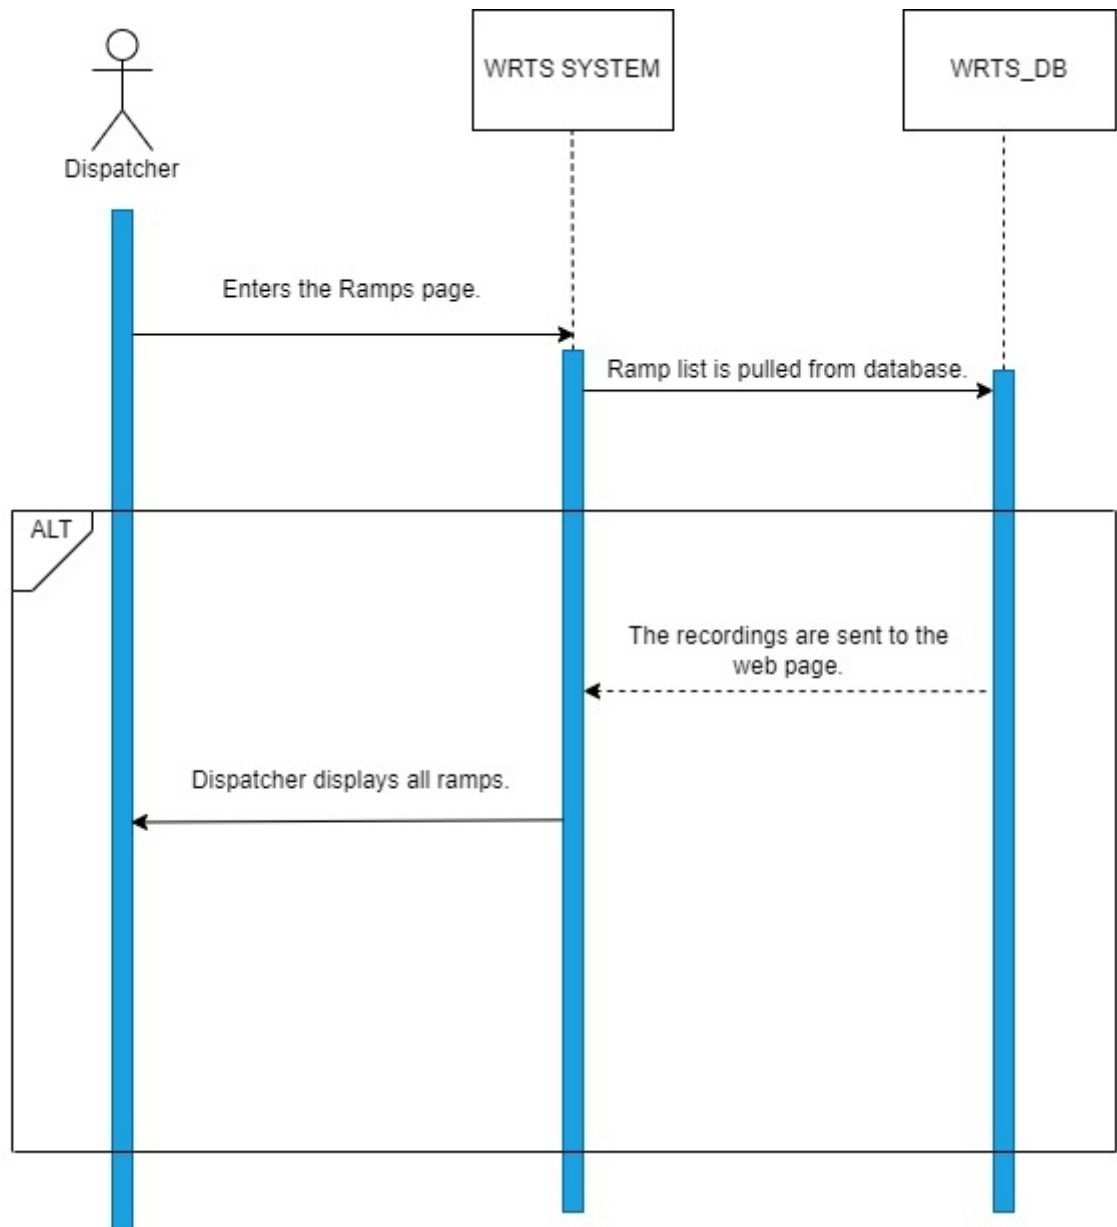 WRTS SYSTEM
WRTS_DB
Dispatcher
Enters the Ramps page.
Ramp list is pulled from database.
ALT
The recordings are sent to the
web page.
Dispatcher displays all ramps.